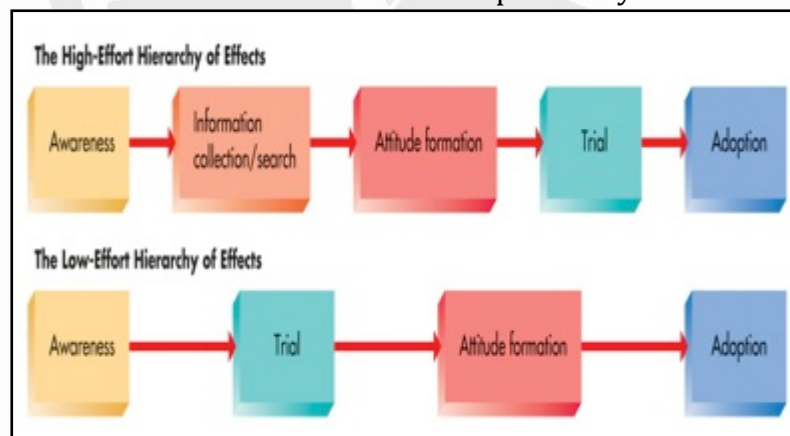 The High-Effort Hierarchy of Effects
Awareness
Information
collection/search
Attitude formation
Trial
Adoption
The Low-Effort Hierarchy of Effects
Awareness
Trial
Attitude formation
Adoption